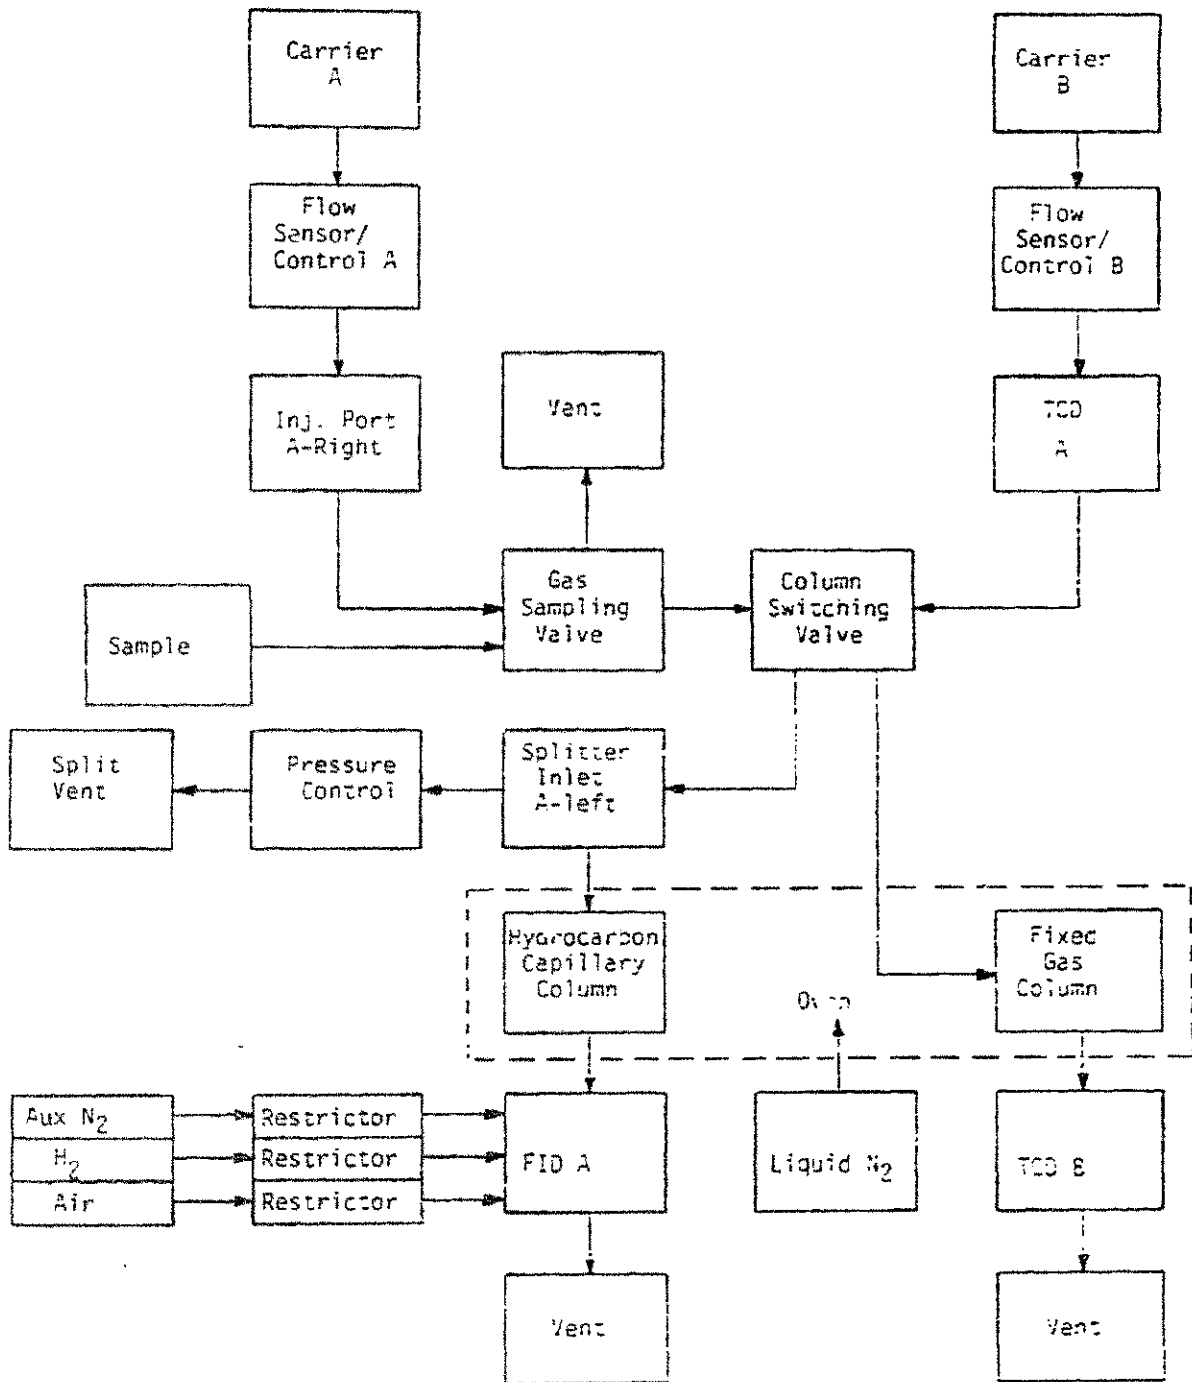 Carrier
A
Carrier
B
Flow
Sensor/
Control A
Flow
Sensor/
Control B
Inj. Port
A-Right
Vent
TCD
A
Sample
Gas
Sampling
Valve
Column
Switching
Valve
Split
Vent
Pressure
Control
Splitter
Inlet
A-left
Hydrocarbon
Capillary
Column
Oven
Fixed
Gas
Column
Aux N2
Restrictor
H2
Restrictor
Air
Restrictor
FID A
Liquid N2
TCD B
Vent
Vent